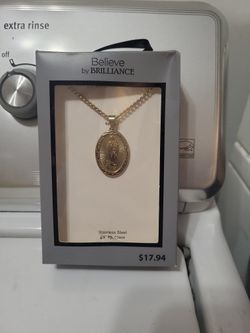 extra rinse
off
Believe
by BRILLIANCE
Stainless Steel
$17.94